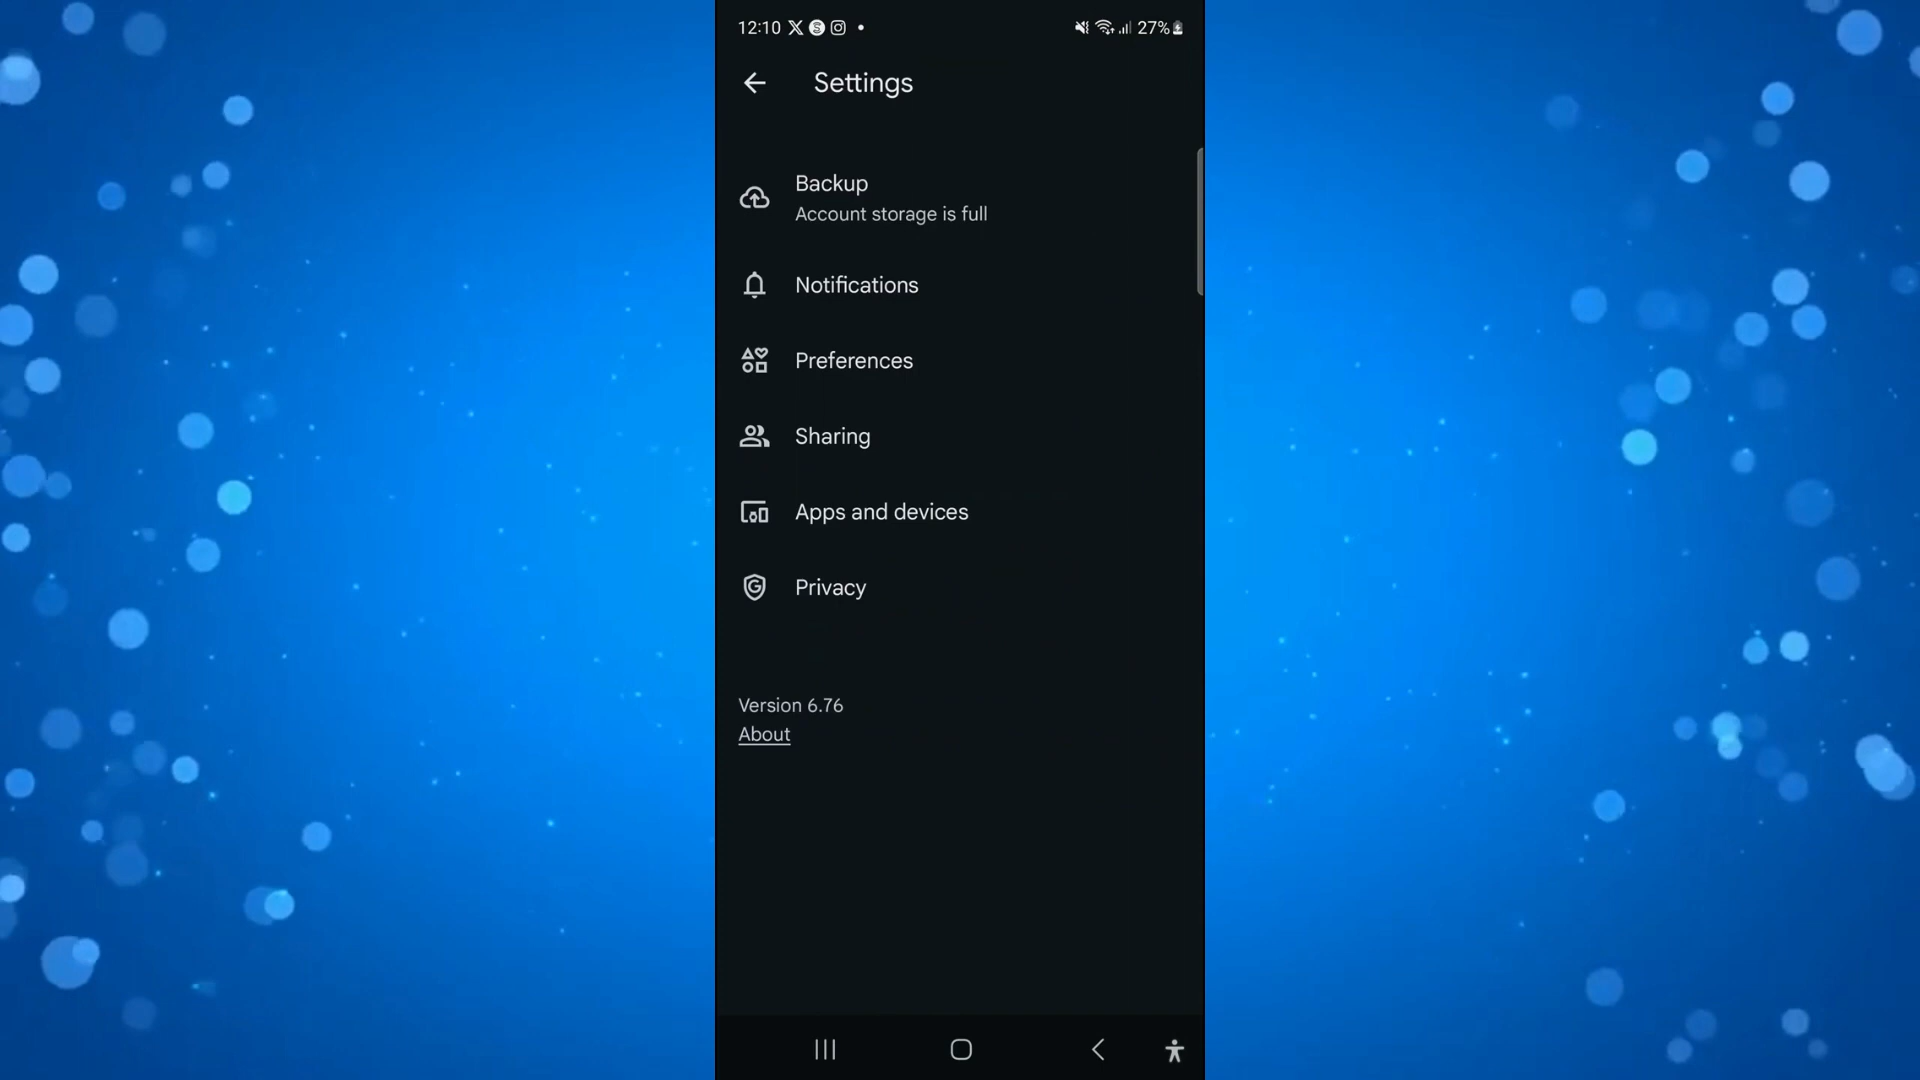 12:10
27%
Settings
Backup
Account storage is full
Notifications
Preferences
Sharing
Apps and devices
Privacy
Version 6.76
About